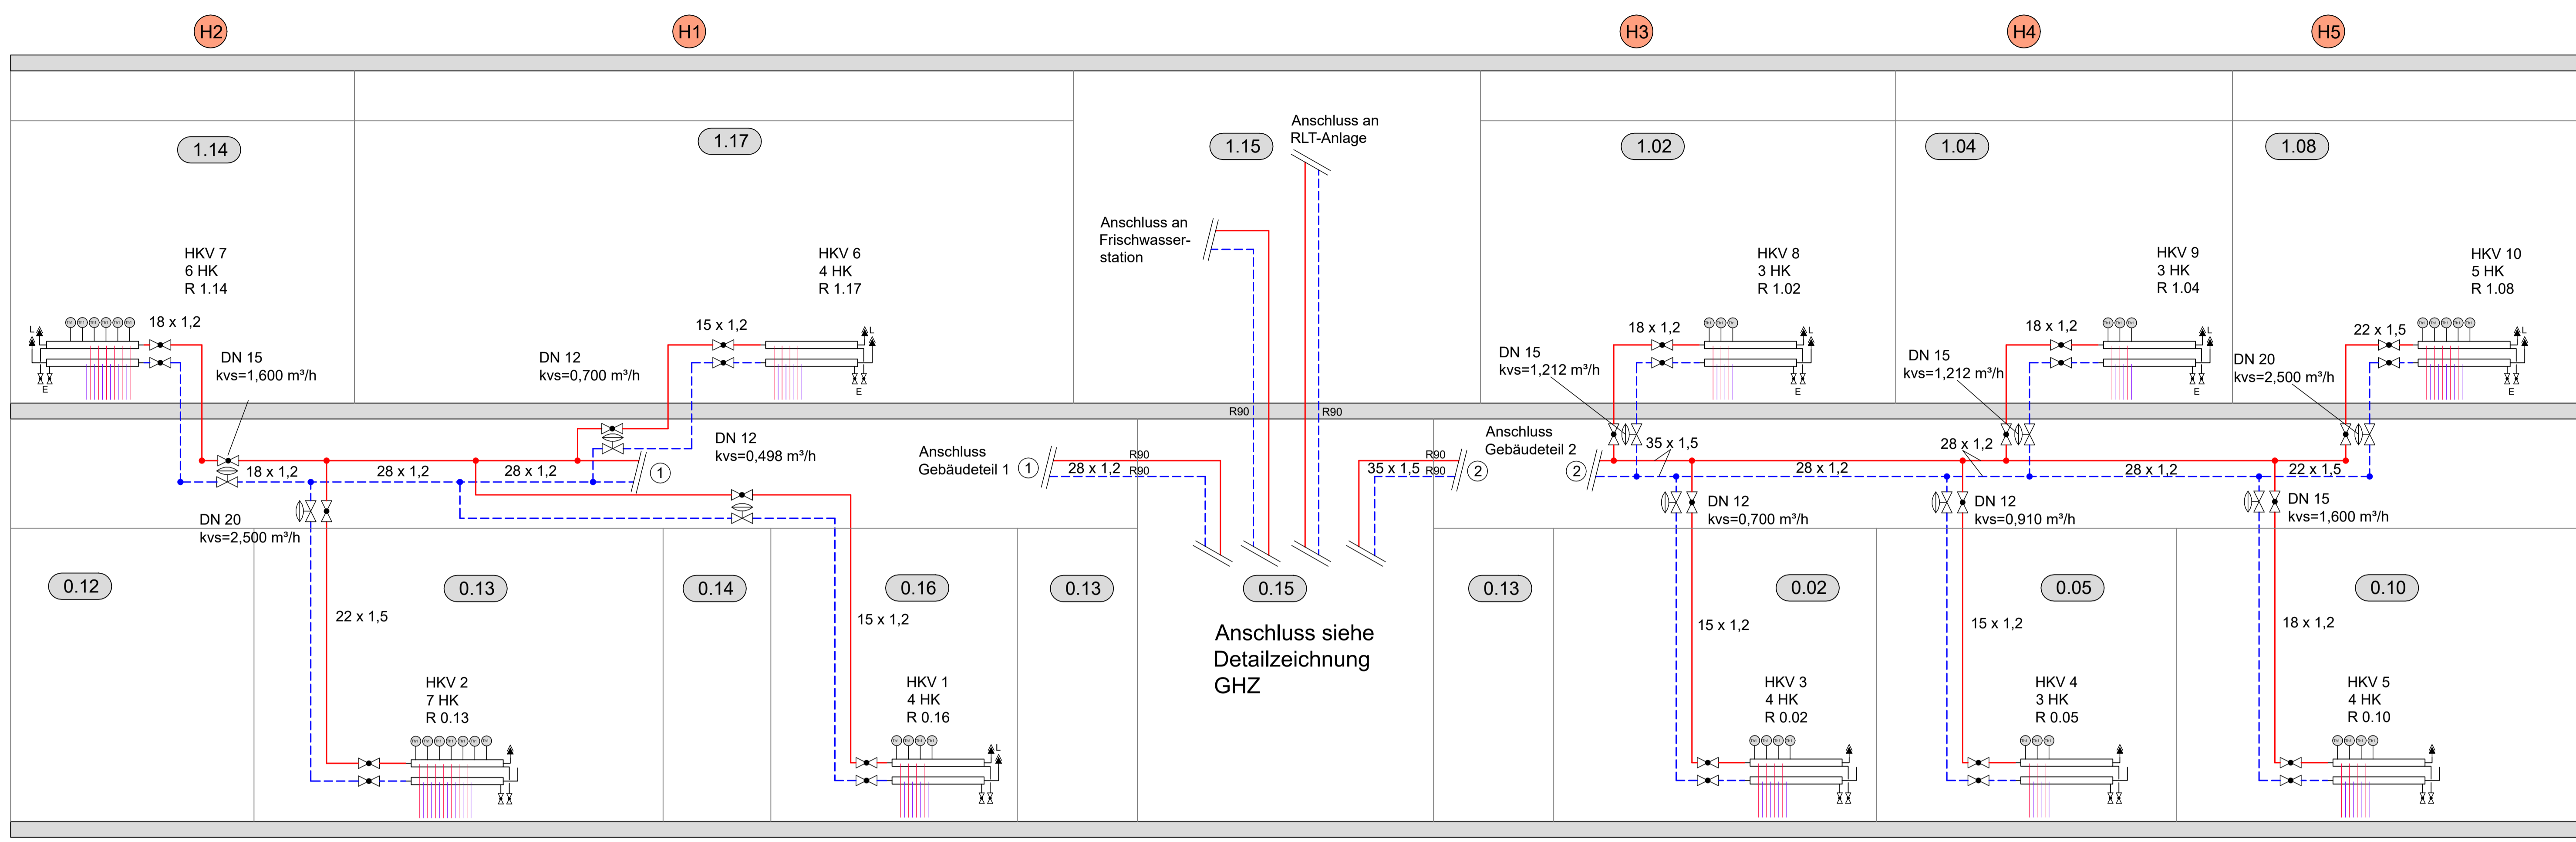 H2
H1
H3
H4
H5
1.14
1.17
1.15
1.02
1.04
1.08
Anschluss an
RLT-Anlage
Anschluss an
Frischwasser-
station
HKV 7
6 HK
R 1.14
HKV 6
4 HK
R 1.17
HKV 8
3 HK
R 1.02
HKV 9
3 HK
R 1.04
HKV 10
5 HK
R 1.08
L
18 x 1,2
E
DN 15
kvs=1,600 m³/h
15 x 1,2
L
E
DN 12
kvs=0,700 m³/h
DN 15
kvs=1,212 m³/h
18 x 1,2
L
E
DN 15
kvs=1,212 m³/h
18 x 1,2
L
E
DN 20
kvs=2,500 m³/h
22 x 1,5
L
E
R90
R90
DN 12
kvs=0,498 m³/h
18 x 1,2
28 x 1,2
28 x 1,2
1
Anschluss
Gebäudeteil 1
1
R90
28 x 1,2
R90
R90
35 x 1,5
R90
2
Anschluss
Gebäudeteil 2
2
35 x 1,5
28 x 1,2
28 x 1,2
28 x 1,2
22 x 1,5
DN 20
kvs=2,500 m³/h
DN 12
kvs=0,700 m³/h
DN 12
kvs=0,910 m³/h
DN 15
kvs=1,600 m³/h
0.12
0.13
0.14
0.16
0.13
0.15
0.13
0.02
0.05
0.10
22 x 1,5
15 x 1,2
15 x 1,2
15 x 1,2
18 x 1,2
Anschluss siehe
Detailzeichnung
GHZ
HKV 2
7 HK
R 0.13
HKV 1
4 HK
R 0.16
HKV 3
4 HK
R 0.02
HKV 4
3 HK
R 0.05
HKV 5
4 HK
R 0.10
L